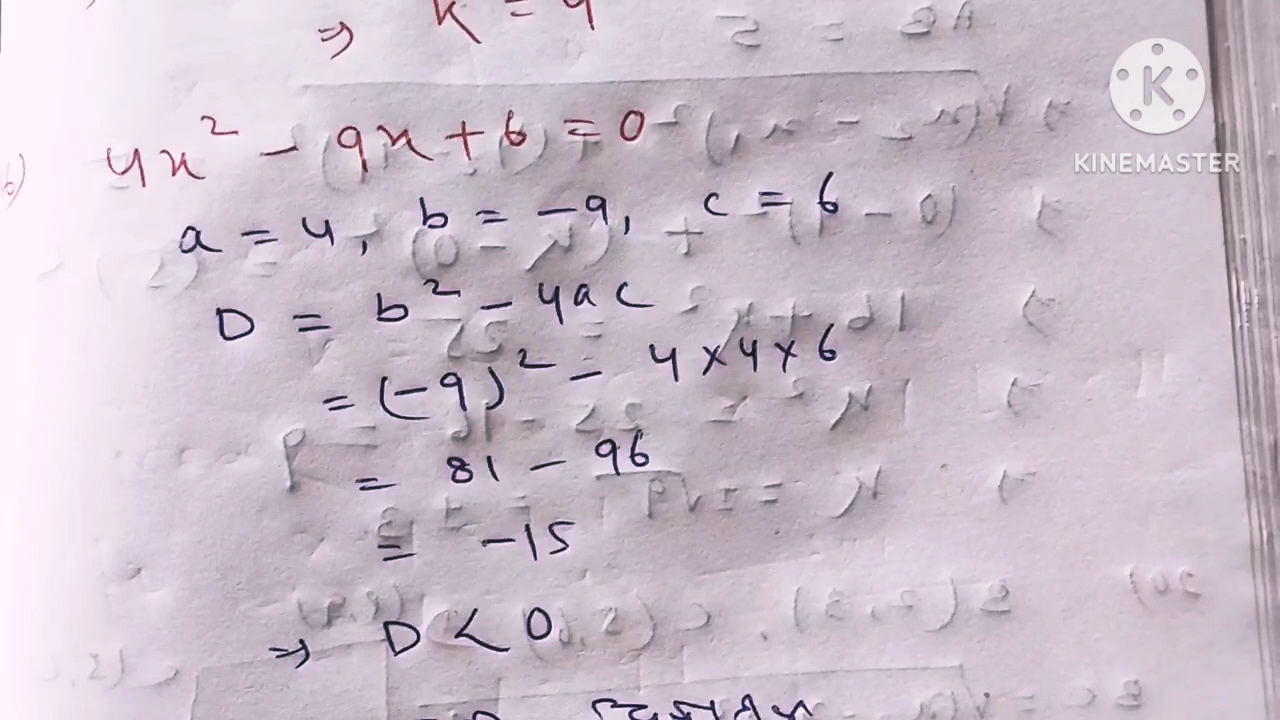 ⇒ K = 4
KINEMASTER
4x² - 9x + 6 = 0
a = 4, b = -9, c = 6
D = b² - 4ac
= (-9)² - 4 × 4 × 6
= 81 - 96
= -15
⇒ D < 0